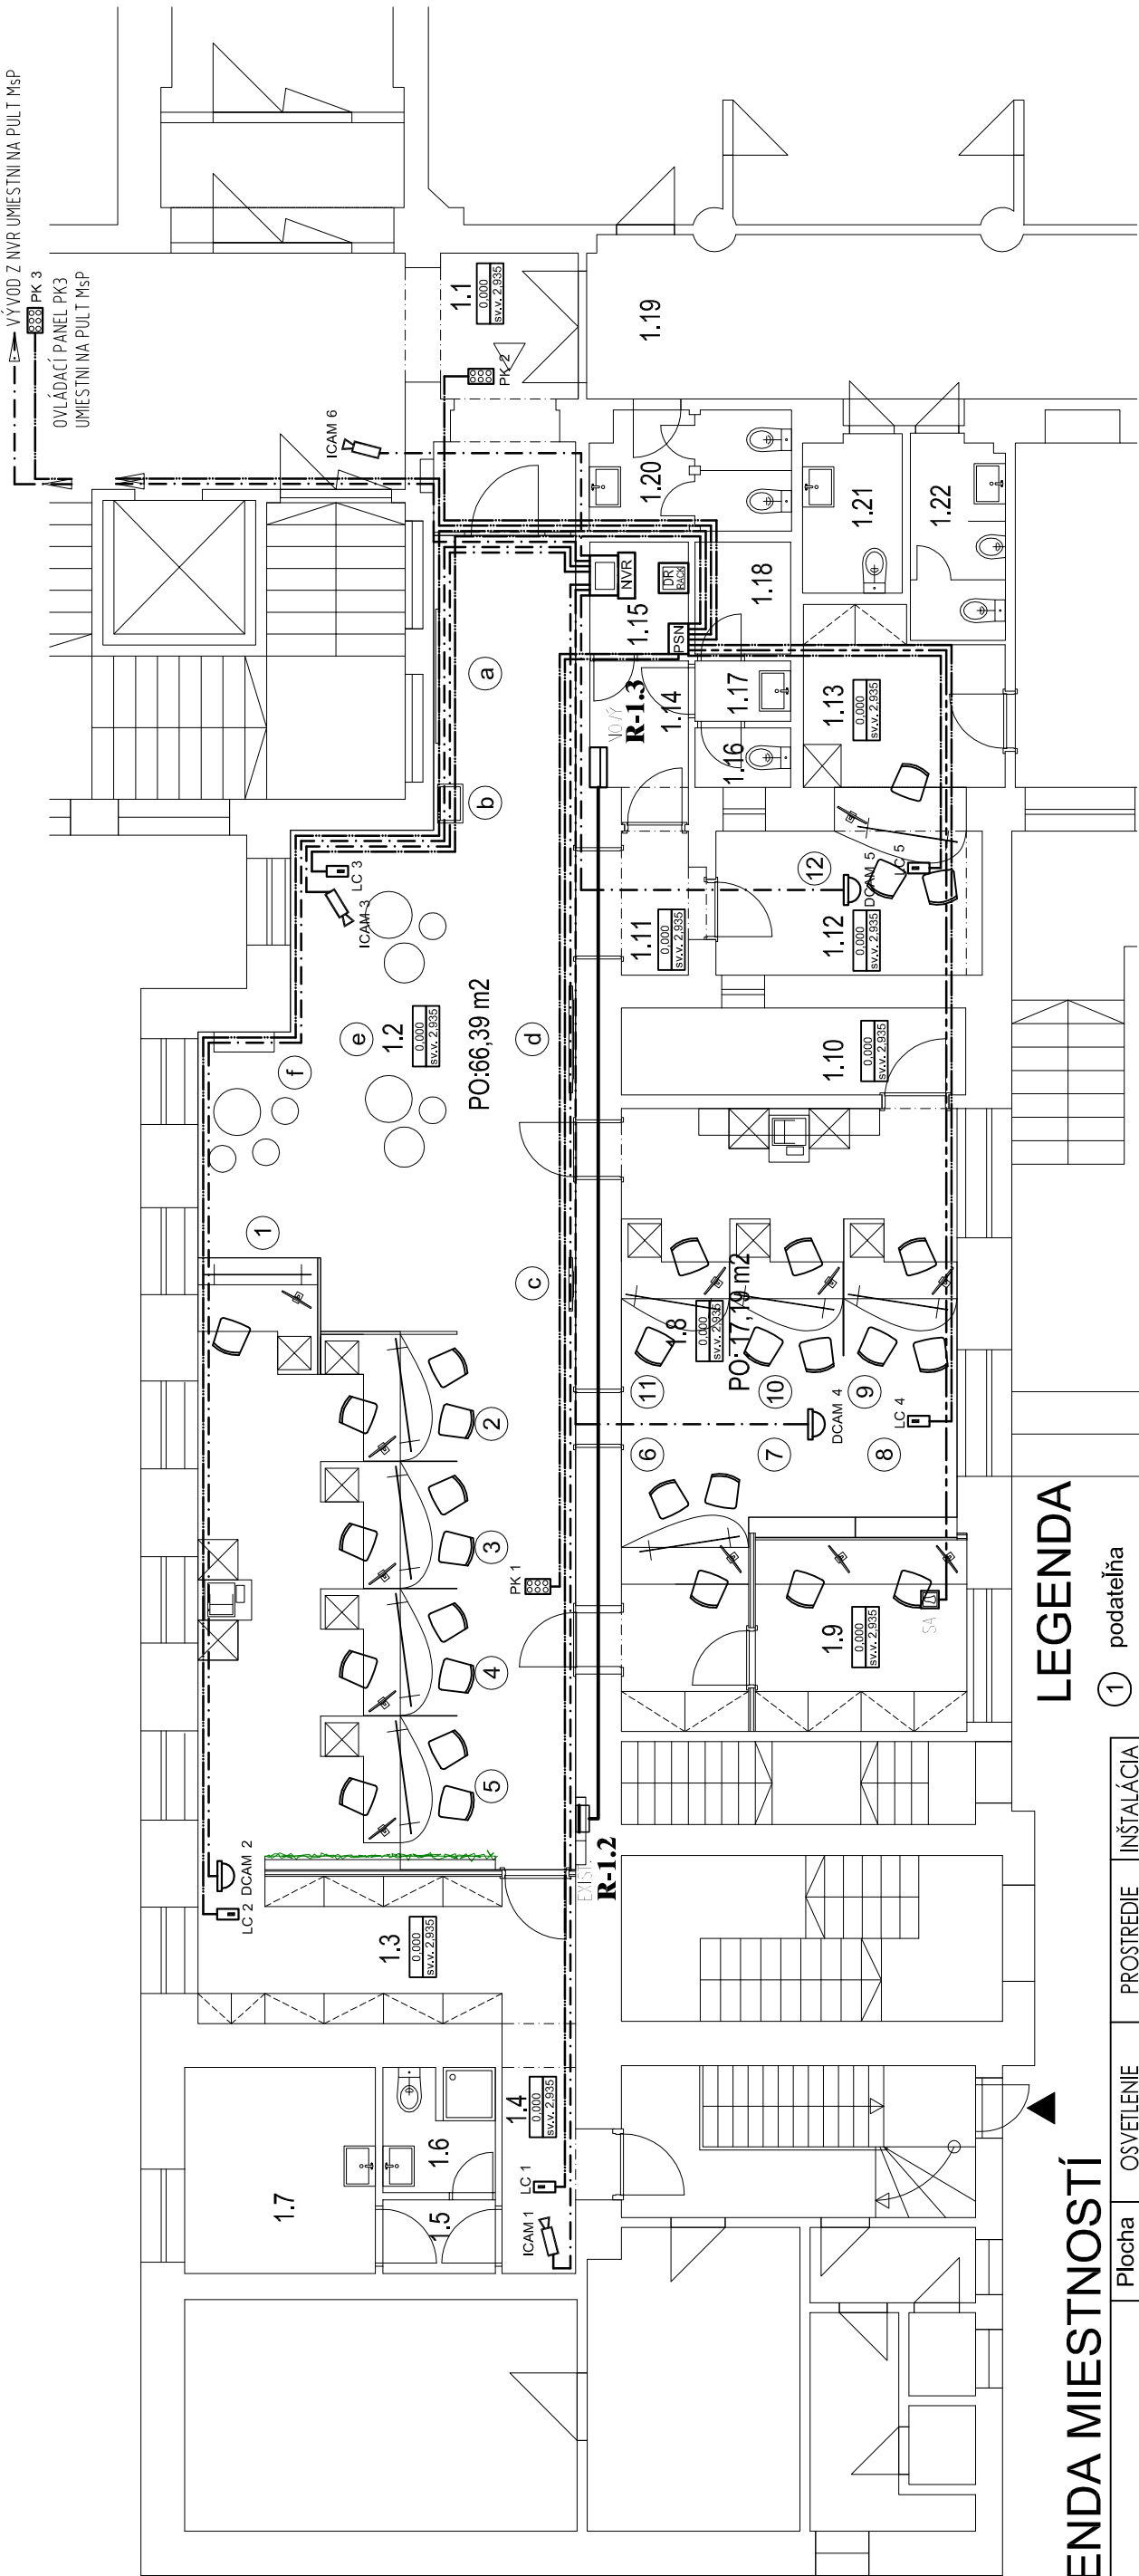 VÝVOD Z NVR UMIESTNI NA PULT MsP
PK 3
OVLÁDACÍ PANEL PK3
UMIESTNI NA PULT MsP
ICAM 6
1.1
0,000
sv.v. 2,935
PK 2
1.19
1.20
1.21
1.22
NVR
DR
RACK
1.15
PSN
1.18
1.17
1.16
1.14
NOVÝ
R-1.3
1.13
0,000
sv.v. 2,935
a
b
LC 3
ICAM 3
12
DCAM 5
LC 5
1.11
0,000
sv.v. 2,935
1.12
0,000
sv.v. 2,935
e
1.2
0,000
sv.v. 2,935
PO:66,39 m2
d
f
1.10
0,000
sv.v. 2,935
1
c
1.8
0,000
sv.v. 2,935
PO:17,19 m2
11
10
9
2
6
7
8
DCAM 4
LC 4
3
PK 1
4
5
1.9
0,000
sv.v. 2,935
SA
EXIST.
R-1.2
LC 2
DCAM 2
1.3
0,000
sv.v. 2,935
1.4
0,000
sv.v. 2,935
1.6
1.5
1.7
LC 1
ICAM 1
LEGENDA
1 podateľňa
ENDA MIESTNOSTÍ
Plocha
OSVETLENIE
PROSTREDIE
INŠTALÁCIA